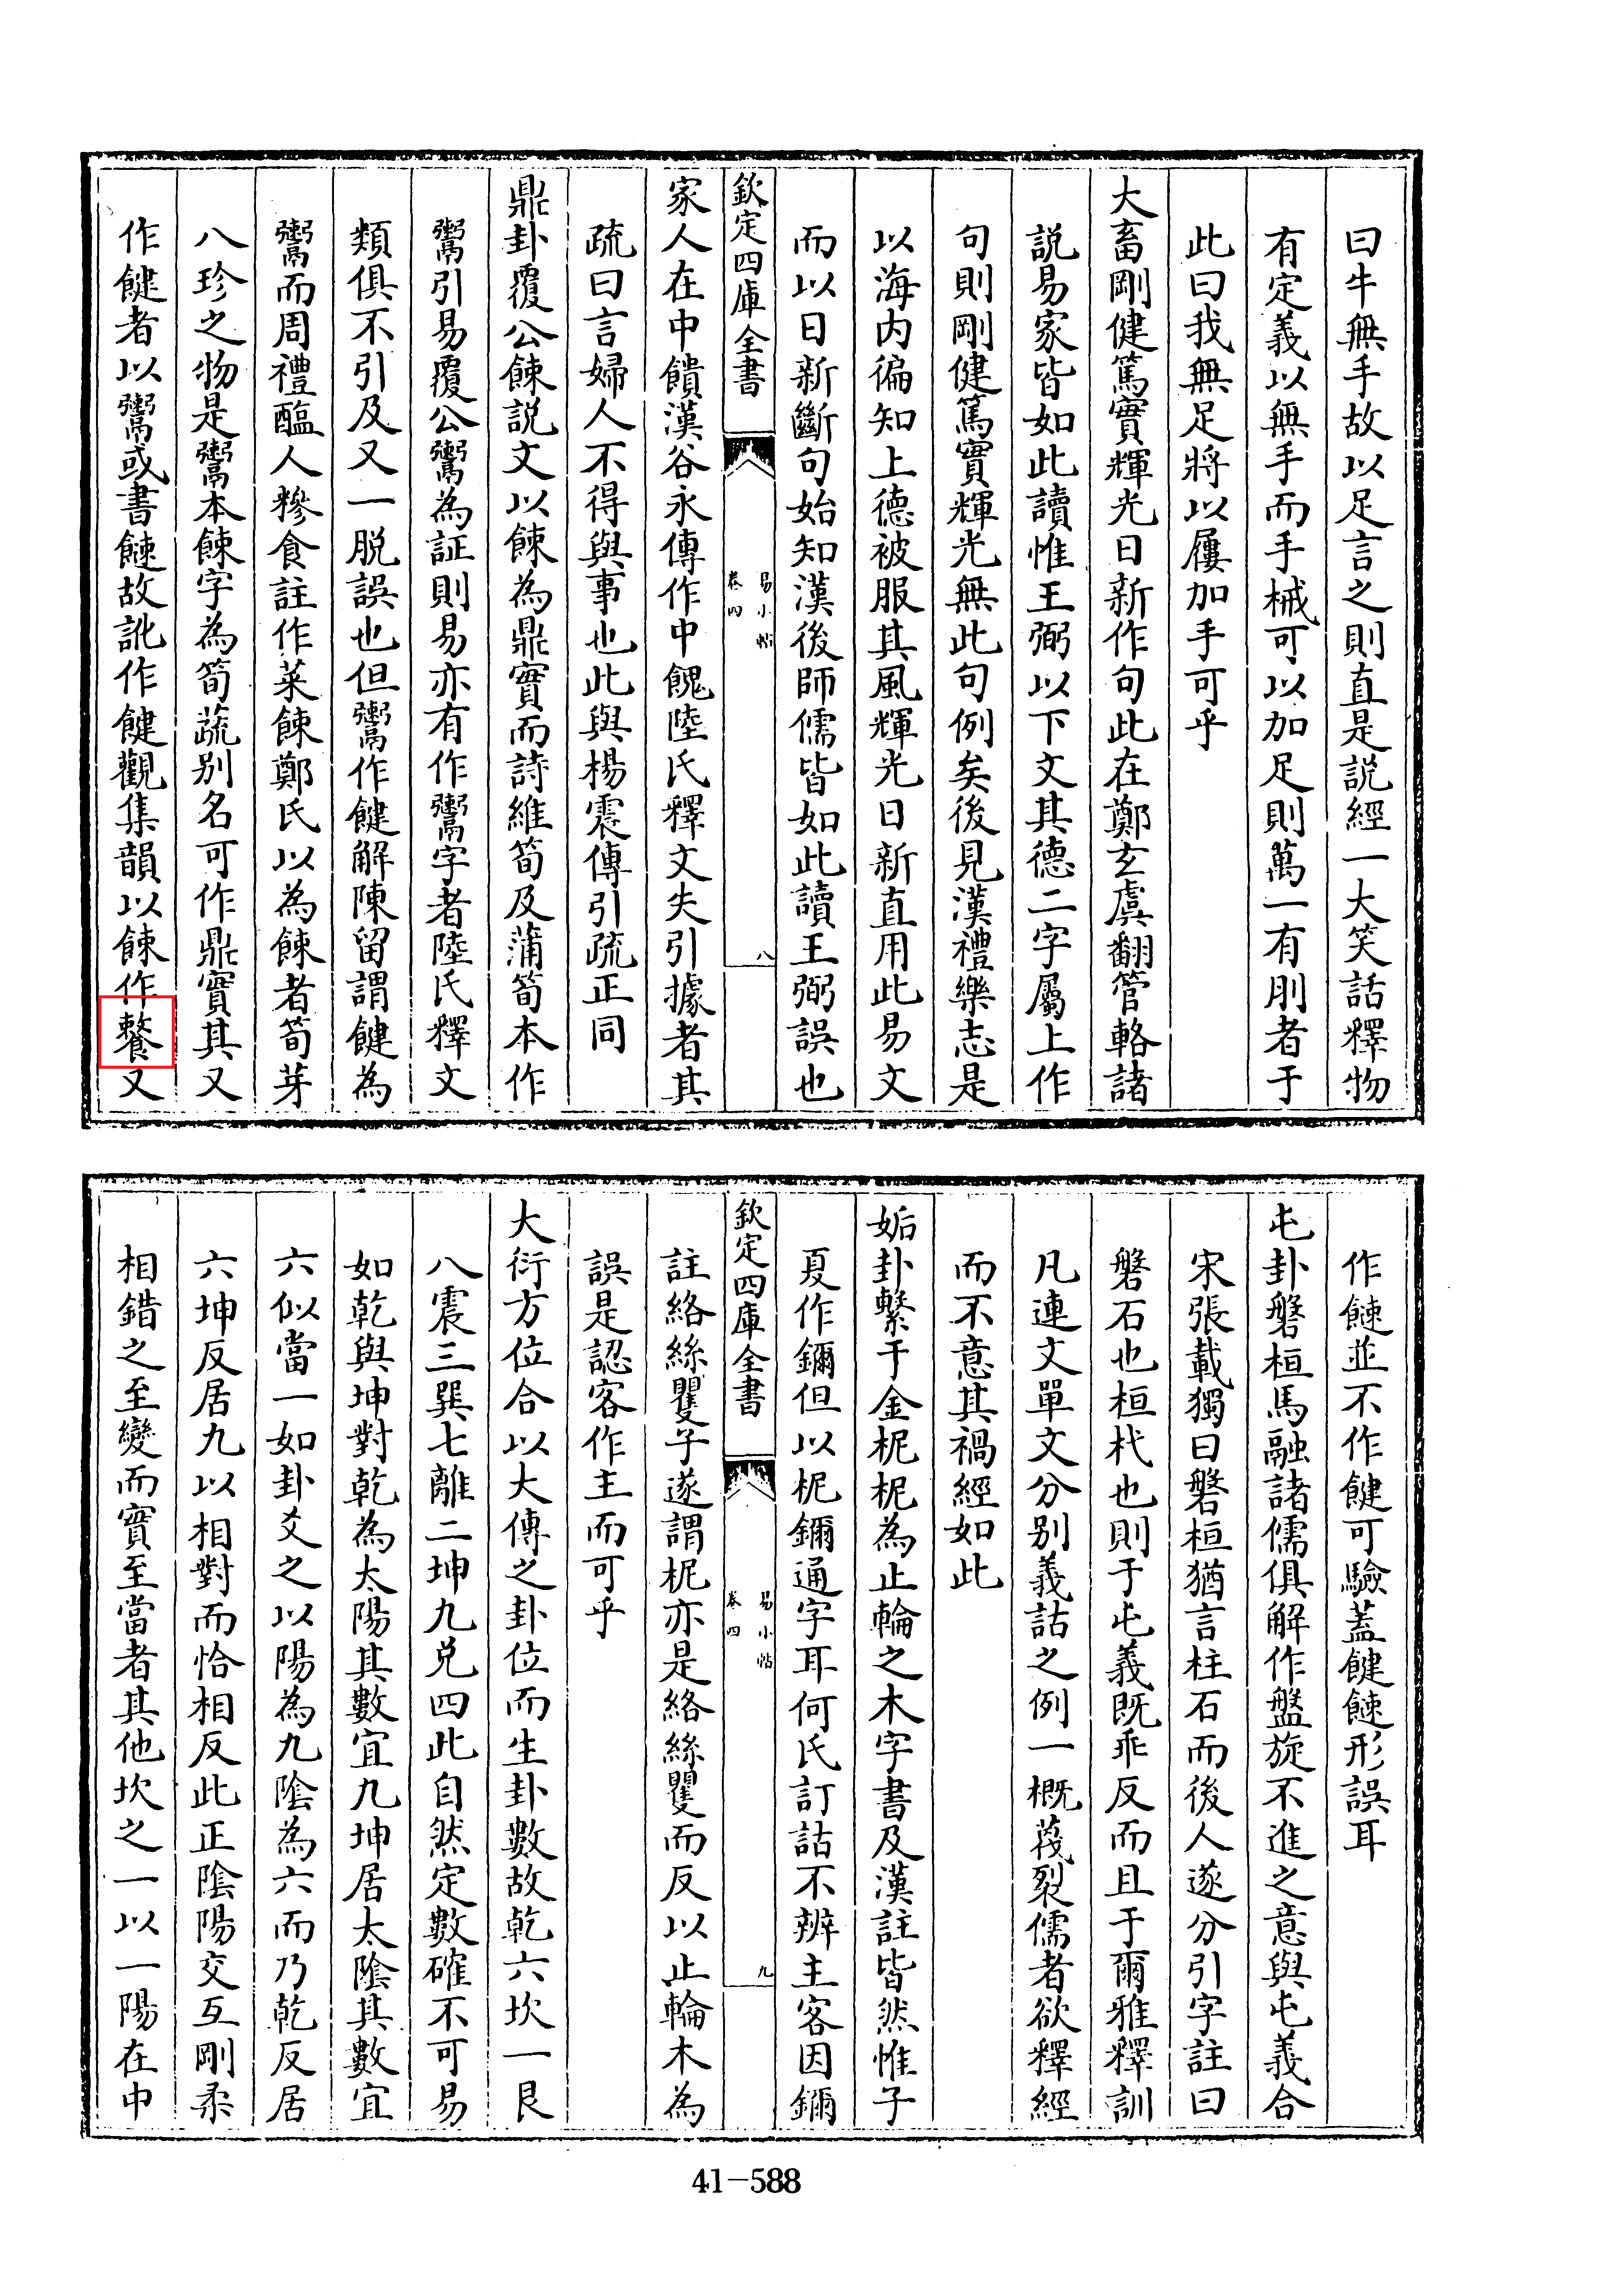 曰牛無手故以足言之則直是説經一大笑話釋物
有定義以無手而手械可以加足則萬一有刖者于
此曰我無足將以屨加手可乎
大畜剛健篤實輝光日新作句此在鄭玄虞翻管輅諸
説易家皆如此讀惟王弼以下文其德二字屬上作
句則剛健篤實輝光無此句例矣後見漢禮樂志是
以海内徧知上德被服其風輝光日新直用此易文
而以日新斷句始知漢後師儒皆如此讀王弼誤也
欽定四庫全書
易小帖
卷四
八
家人在中饋漢谷永傳作中餽陸氏釋文失引據者其
疏曰言婦人不得與事也此與楊震傳引疏正同
鼎卦覆公餗説文以餗為鼎實而詩維筍及蒲筍本作
鬻引易覆公鬻為証則易亦有作鬻字者陸氏釋文
類俱不引及又一脱誤也但鬻作䭈解陳留謂䭈為
鬻而周禮醢人糝食註作菜餗鄭氏以為餗者筍芽
八珍之物是鬻本餗字為筍蔬别名可作鼎實其又
作䭈者以鬻或書故訛作䭈觀集韻以餗作又
作並不作䭈可驗蓋䭈形誤耳
屯卦磐桓馬融諸儒俱解作盤旋不進之意與屯義合
宋張載獨曰磐桓猶言柱石而後人遂分引字註曰
磐石也桓杙也則于屯義既乖反而且于爾雅釋訓
凡連文單文分别義詁之例一概蔑裂儒者欲釋經
而不意其禍經如此
姤卦繫于金柅柅為止輪之木字書及漢註皆然惟子
夏作鑈但以柅鑈通字耳何氏訂詁不辨主客因鑈
欽定四庫全書
易小帖
卷四
九
註絡絲籰子遂謂柅亦是絡絲籰而反以止輪木為
誤是認客作主而可乎
大衍方位合以大傳之卦位而生卦數故乾六坎一艮
八震三巽七離二坤九兑四此自然定數確不可易
如乾與坤對乾為太陽其數宜九坤居太陰其數宜
六似當一如卦爻之以陽為九陰為六而乃乾反居
六坤反居九以相對而恰相反此正陰陽交互剛柔
相錯之至變而實至當者其他坎之一以一陽在中
41-588